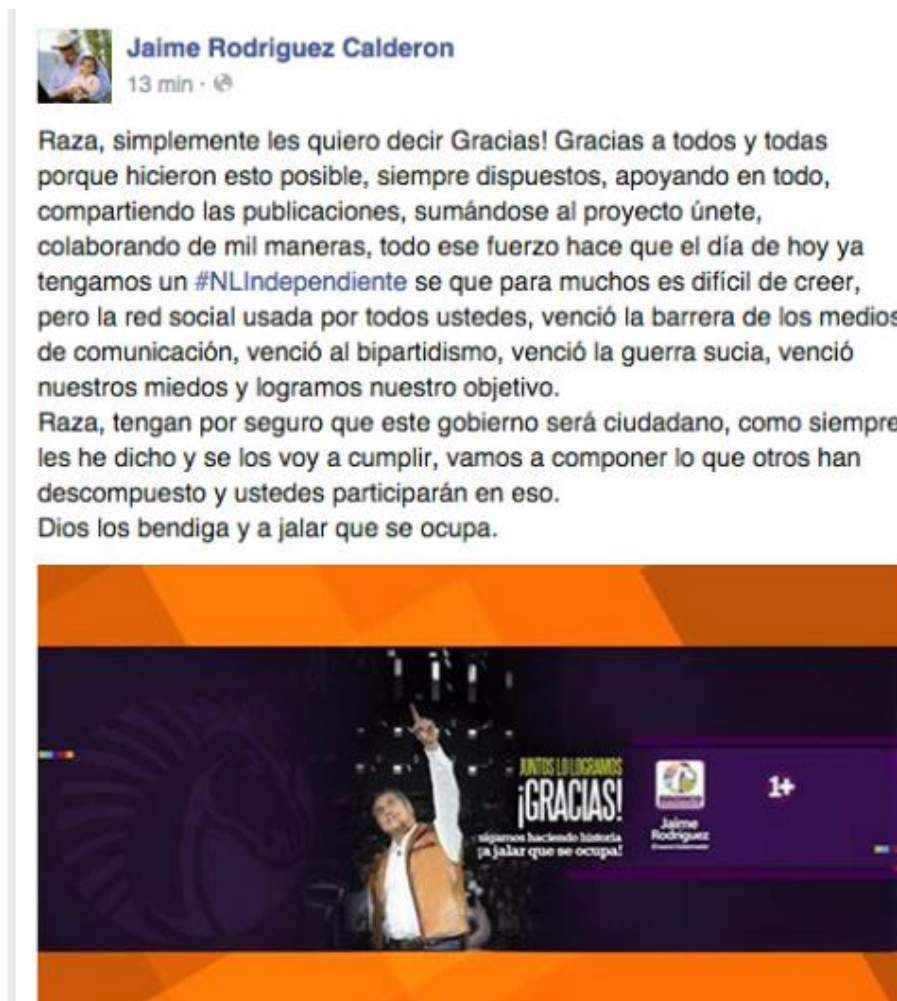 Jaime Rodriguez Calderon
13 min ·
Raza, simplemente les quiero decir Gracias! Gracias a todos y todas
porque hicieron esto posible, siempre dispuestos, apoyando en todo,
compartiendo las publicaciones, sumándose al proyecto únete,
colaborando de mil maneras, todo ese fuerzo hace que el día de hoy ya
tengamos un #NLIndependiente se que para muchos es difícil de creer,
pero la red social usada por todos ustedes, venció la barrera de los medios
de comunicación, venció al bipartidismo, venció la guerra sucia, venció
nuestros miedos y logramos nuestro objetivo.
Raza, tengan por seguro que este gobierno será ciudadano, como siempre
les he dicho y se los voy a cumplir, vamos a componer lo que otros han
descompuesto y ustedes participarán en eso.
Dios los bendiga y a jalar que se ocupa.
JUNTOS LO LOGRAMOS
¡GRACIAS!
sigamos haciendo historia
¡a jalar que se ocupa!
BRONCO
Jaime
Rodríguez
1+